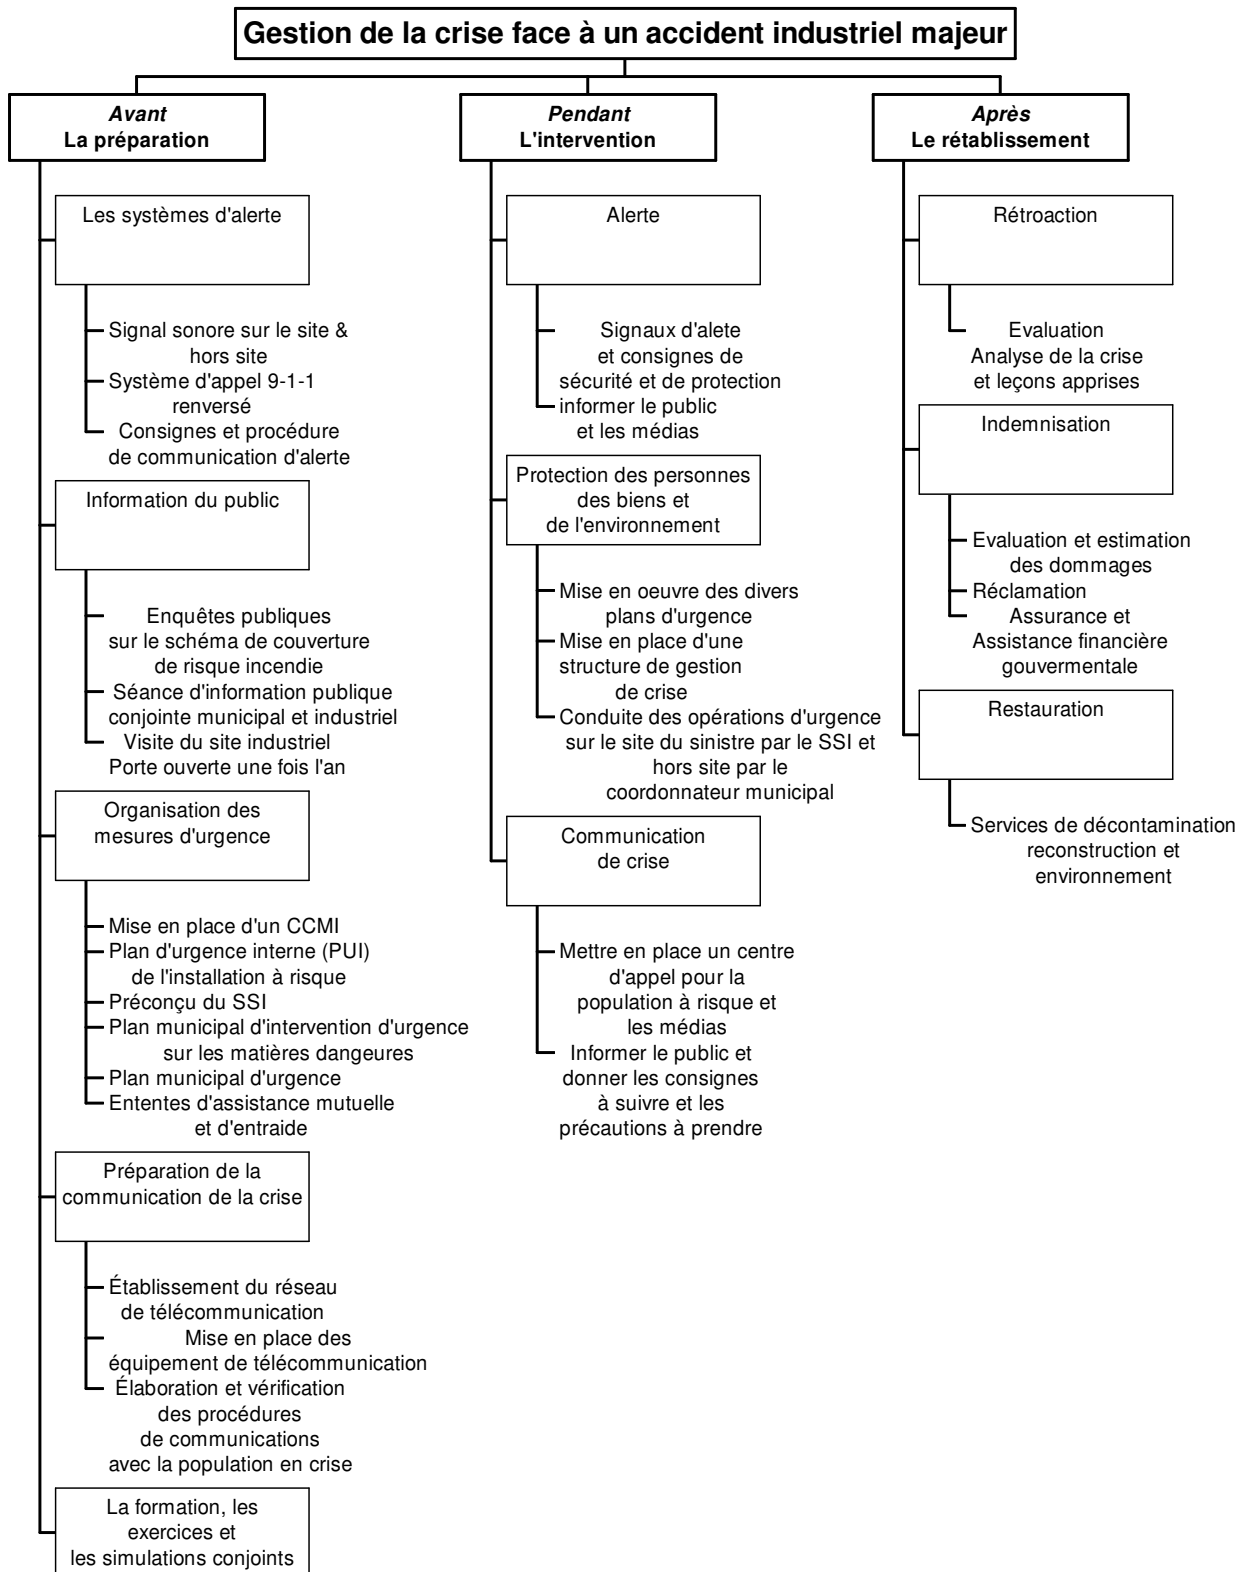 Gestion de la crise face à un accident industriel majeur
Avant
La préparation
Les systèmes d'alerte
Signal sonore sur le site &
hors site
Système d'appel 9-1-1
renversé
Consignes et procédure
de communication d'alerte
Information du public
Enquêtes publiques
sur le schéma de couverture
de risque incendie
Séance d'information publique
conjointe municipal et industriel
Visite du site industriel
Porte ouverte une fois l'an
Organisation des
mesures d'urgence
Mise en place d'un CCMI
Plan d'urgence interne (PUI)
de l'installation à risque
Préconçu du SSI
Plan municipal d'intervention d'urgence
sur les matières dangeures
Plan municipal d'urgence
Ententes d'assistance mutuelle
et d'entraide
Préparation de la
communication de la crise
Établissement du réseau
de télécommunication
Mise en place des
équipement de télécommunication
Élaboration et vérification
des procédures
de communications
avec la population en crise
La formation, les
exercices et
les simulations conjoints
Pendant
L'intervention
Alerte
Signaux d'alete
et consignes de
sécurité et de protection
informer le public
et les médias
Protection des personnes
des biens et
de l'environnement
Mise en oeuvre des divers
plans d'urgence
Mise en place d'une
structure de gestion
de crise
Conduite des opérations d'urgence
sur le site du sinistre par le SSI et
hors site par le
coordonnateur municipal
Communication
de crise
Mettre en place un centre
d'appel pour la
population à risque et
les médias
Informer le public et
donner les consignes
à suivre et les
précautions à prendre
Après
Le rétablissement
Rétroaction
Evaluation
Analyse de la crise
et leçons apprises
Indemnisation
Evaluation et estimation
des dommages
Réclamation
Assurance et
Assistance financière
gouvermentale
Restauration
Services de décontamination
reconstruction et
environnement